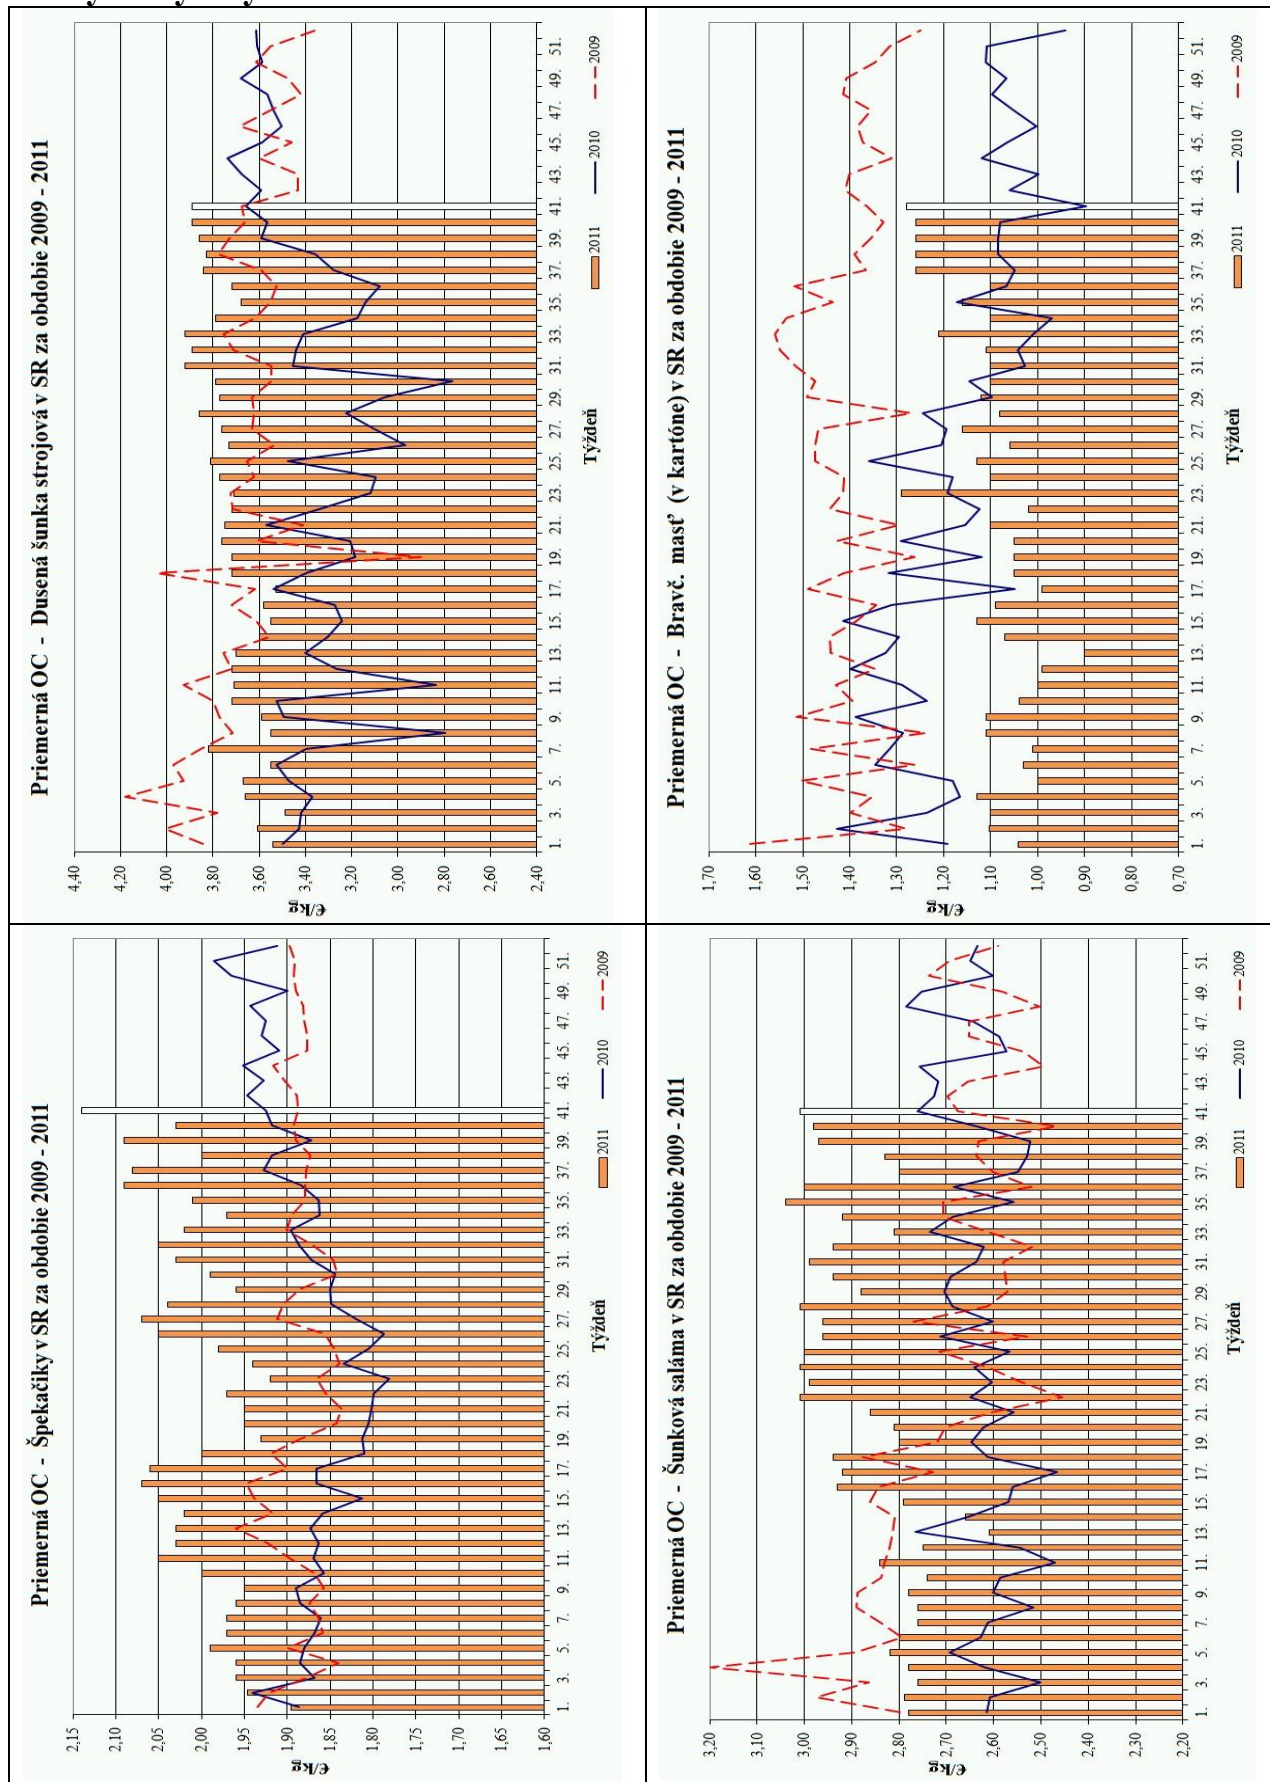 Priemerná OC - Špekačiky v SR za obdobie 2009 - 2011
€/kg
2,15
2,10
2,05
2,00
1,95
1,90
1,85
1,80
1,75
1,70
1,65
1,60
1. 3. 5. 7. 9. 11. 13. 15. 17. 19. 21. 23. 25. 27. 29. 31. 33. 35. 37. 39. 41. 43. 45. 47. 49. 51.
Týždeň
2011 2010 2009
Priemerná OC - Dusená šunka strojová v SR za obdobie 2009 - 2011
€/kg
4,40
4,20
4,00
3,80
3,60
3,40
3,20
3,00
2,80
2,60
2,40
1. 3. 5. 7. 9. 11. 13. 15. 17. 19. 21. 23. 25. 27. 29. 31. 33. 35. 37. 39. 41. 43. 45. 47. 49. 51.
Týždeň
2011 2010 2009
Priemerná OC - Šunková saláma v SR za obdobie 2009 - 2011
€/kg
3,20
3,10
3,00
2,90
2,80
2,70
2,60
2,50
2,40
2,30
2,20
1. 3. 5. 7. 9. 11. 13. 15. 17. 19. 21. 23. 25. 27. 29. 31. 33. 35. 37. 39. 41. 43. 45. 47. 49. 51.
Týždeň
2011 2010 2009
Priemerná OC - Bravč. masť (v kartóne) v SR za obdobie 2009 - 2011
€/kg
1,70
1,60
1,50
1,40
1,30
1,20
1,10
1,00
0,90
0,80
0,70
1. 3. 5. 7. 9. 11. 13. 15. 17. 19. 21. 23. 25. 27. 29. 31. 33. 35. 37. 39. 41. 43. 45. 47. 49. 51.
Týždeň
2011 2010 2009